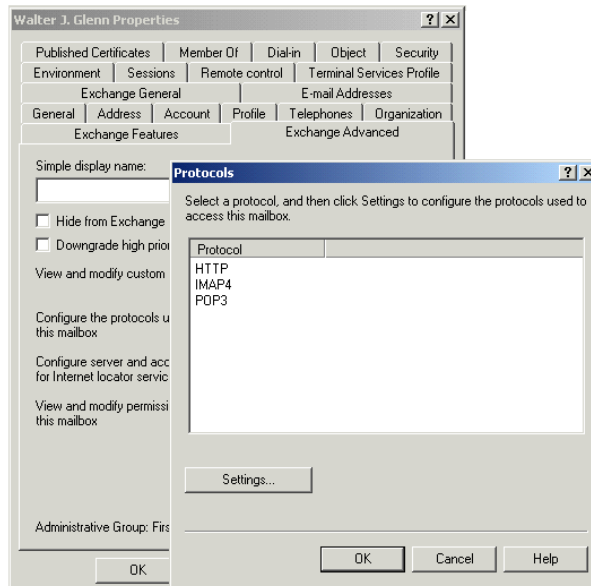 Walter J. Glenn Properties
Published Certificates Member Of Dial-in Object Security
Environment Sessions Remote control Terminal Services Profile
Exchange General E-mail Addresses
General Address Account Profile Telephones Organization
Exchange Features Exchange Advanced
Simple display name:
Hide from Exchange
Downgrade high prior
View and modify custom
Configure the protocols u
this mailbox
Configure server and acc
for Internet locator servic
View and modify permissi
this mailbox
Administrative Group: Firs
OK
Protocols
Select a protocol, and then click Settings to configure the protocols used to
access this mailbox.
Protocol
HTTP
IMAP4
POP3
Settings...
OK Cancel Help